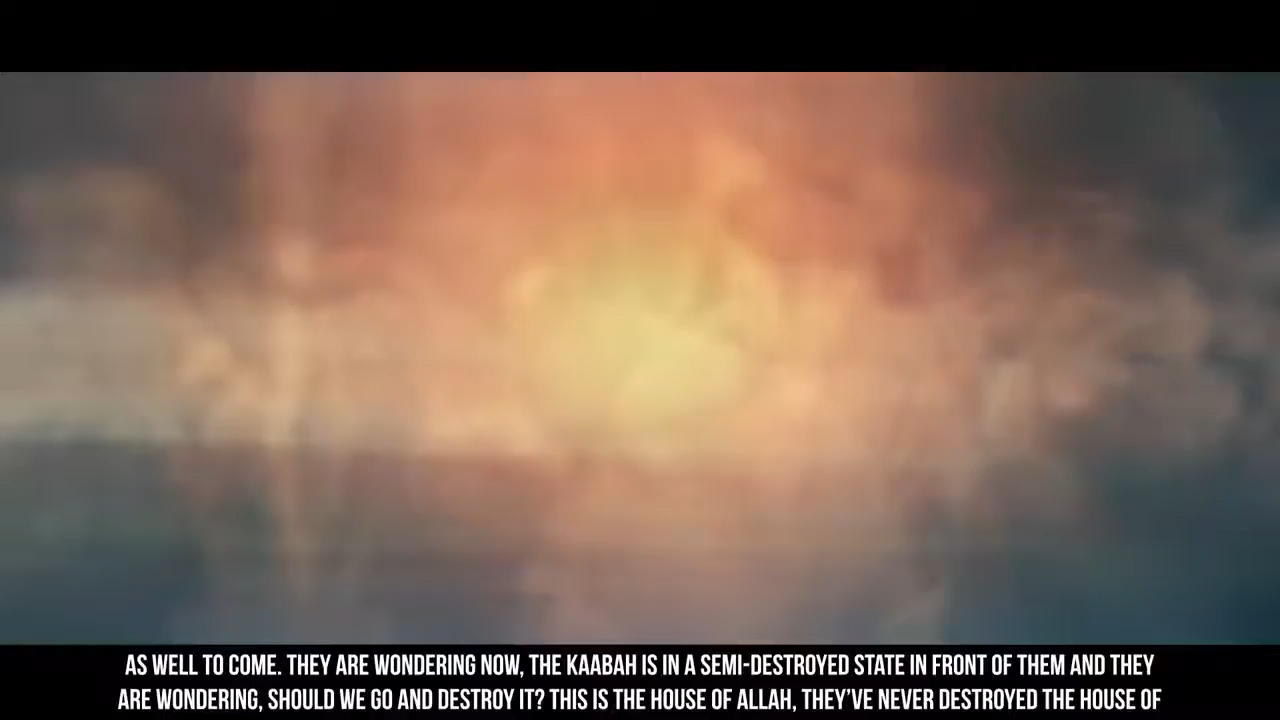 AS WELL TO COME. THEY ARE WONDERING NOW, THE KAABAH IS IN A SEMI-DESTROYED STATE IN FRONT OF THEM AND THEY
ARE WONDERING, SHOULD WE GO AND DESTROY IT? THIS IS THE HOUSE OF ALLAH, THEY’VE NEVER DESTROYED THE HOUSE OF